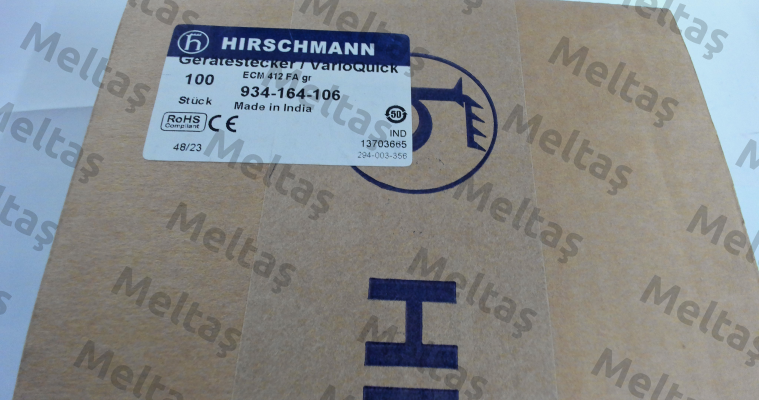 HIRSCHMANN
Gerätestecker / VarioQuick
ECM 412 FA gr
100
934-164-106
Stück
Made in India
RoHS
Compliant
CE
50
IND
13703665
48/23
294-003-356
HI
Meltaş